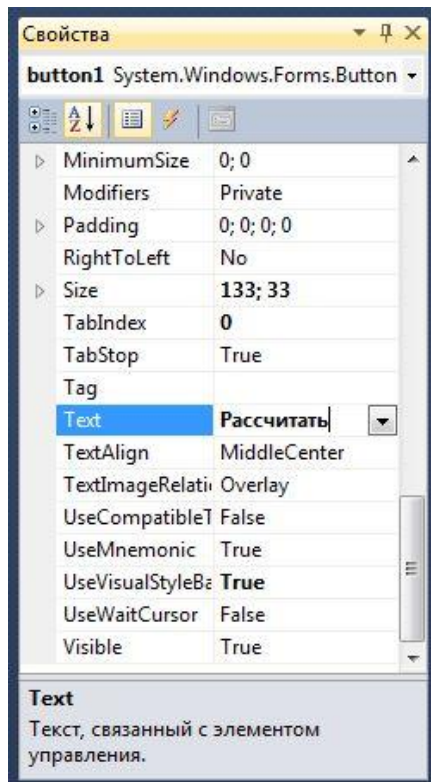 Свойства
button1 System.Windows.Forms.Button
MinimumSize 0; 0
Modifiers Private
Padding 0; 0; 0; 0
RightToLeft No
Size 133; 33
TabIndex 0
TabStop True
Tag
Text Рассчитать
TextAlign MiddleCenter
TextImageRelati Overlay
UseCompatibleT False
UseMnemonic True
UseVisualStyleBa True
UseWaitCursor False
Visible True
Text
Текст, связанный с элементом
управления.